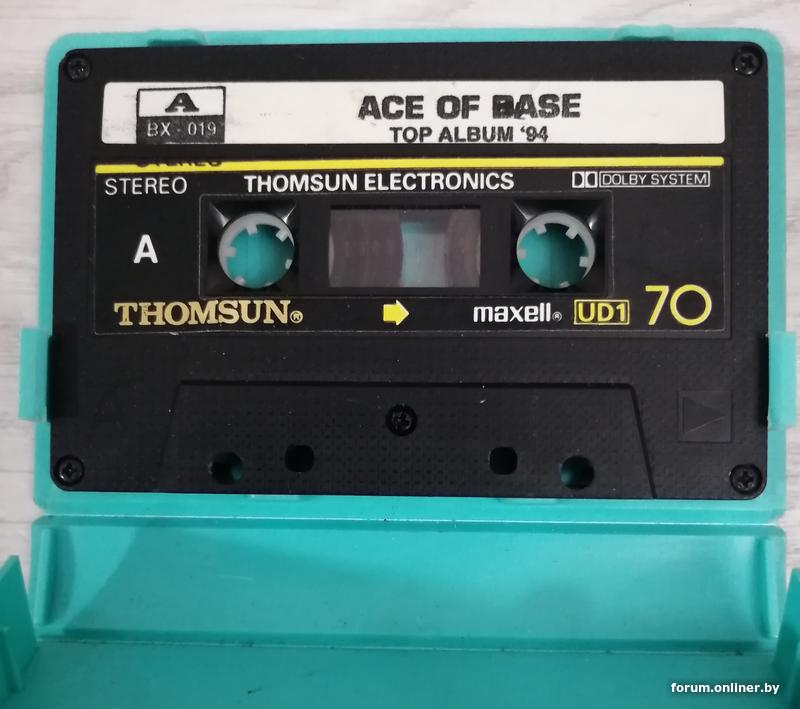 A
BX - 019
ACE OF BASE
TOP ALBUM '94
STEREO
STEREO
THOMSUN ELECTRONICS
DOLBY SYSTEM
A
THOMSUN®
maxell®
UD1
70
A
forum.onliner.by